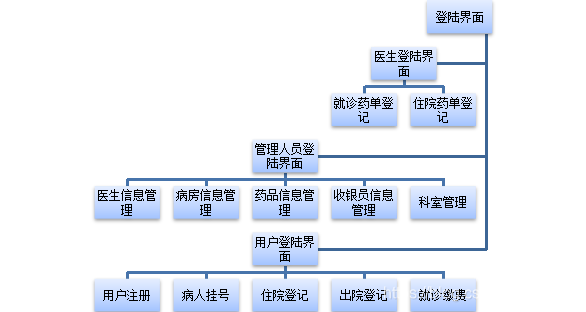 登陆界面
医生登陆界
面
就诊药单登
记
住院药单登
记
管理人员登
陆界面
医生信息管
理
病房信息管
理
药品信息管
理
收银员信息
管理
科室管理
用户登陆界
面
用户注册
病人挂号
住院登记
出院登记
就诊缴费